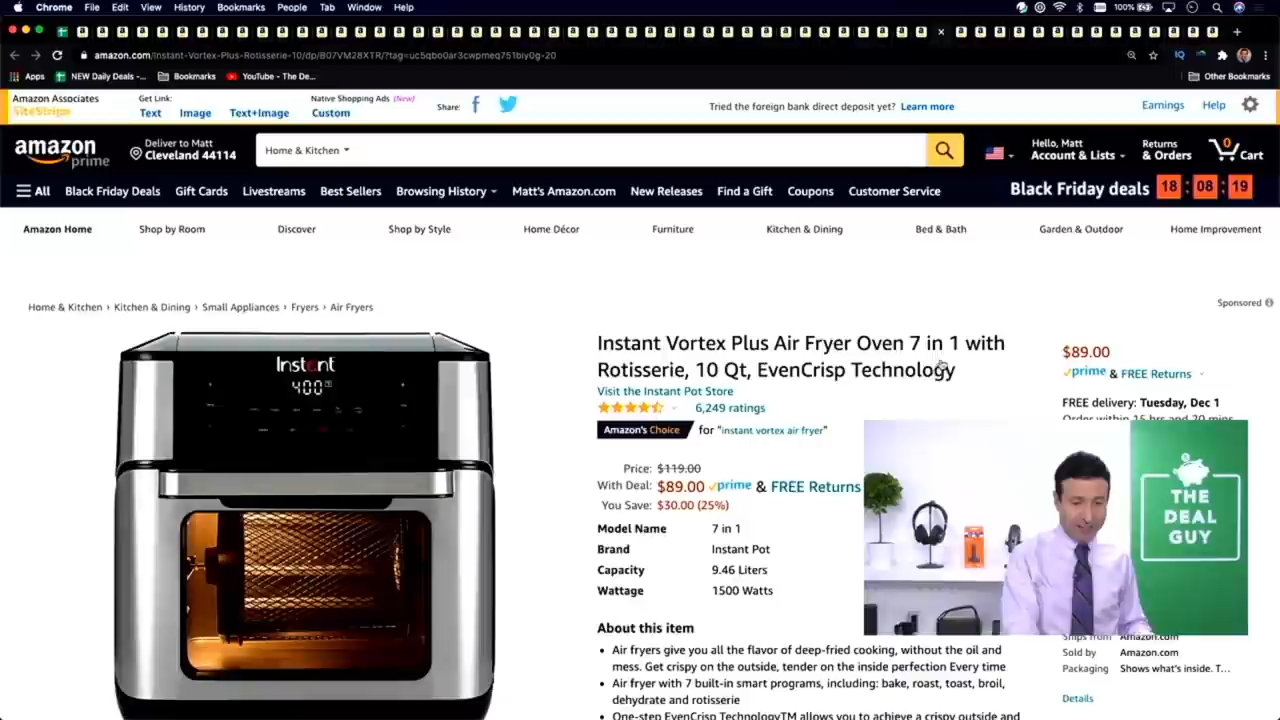 Chrome File Edit View History Bookmarks People Tab Window Help 100%
amazon.com/Instant-Vortex-Plus-Rotisserie-10/dp/B07VM28XTR/?tag=uc5qbo0ar3cwpmeq751biy0g-20
Apps NEW Daily Deals -... Bookmarks YouTube - The De... Other Bookmarks
Amazon Associates Get Link: Native Shopping Ads (New)
SiteStripe Text Image Text+Image Custom Share: Tried the foreign bank direct deposit yet? Learn more Earnings Help
amazon prime Deliver to Matt Home & Kitchen Hello, Matt Returns 0
Cleveland 44114 Account & Lists & Orders Cart
All Black Friday Deals Gift Cards Livestreams Best Sellers Browsing History Matt's Amazon.com New Releases Find a Gift Coupons Customer Service Black Friday deals 18 : 08 : 19
Amazon Home Shop by Room Discover Shop by Style Home Décor Furniture Kitchen & Dining Bed & Bath Garden & Outdoor Home Improvement
Sponsored
Home & Kitchen › Kitchen & Dining › Small Appliances › Fryers › Air Fryers
Instant
400
Instant Vortex Plus Air Fryer Oven 7 in 1 with
Rotisserie, 10 Qt, EvenCrisp Technology
Visit the Instant Pot Store
6,249 ratings
Amazon's Choice for "instant vortex air fryer"
Price: $119.00
With Deal: $89.00 prime & FREE Returns
You Save: $30.00 (25%)
Model Name 7 in 1
Brand Instant Pot
Capacity 9.46 Liters
Wattage 1500 Watts
About this item
• Air fryers give you all the flavor of deep-fried cooking, without the oil and
mess. Get crispy on the outside, tender on the inside perfection Every time
• Air fryer with 7 built-in smart programs, including: bake, roast, toast, broil,
dehydrate and rotisserie
• One-step EvenCrisp TechnologyTM allows you to achieve a crispy outside and
$89.00
prime & FREE Returns
FREE delivery: Tuesday, Dec 1
Order within 15 hrs and 20 mins
THE
DEAL
GUY
Ships from Amazon.com
Sold by Amazon.com
Packaging Shows what's inside. T...
Details